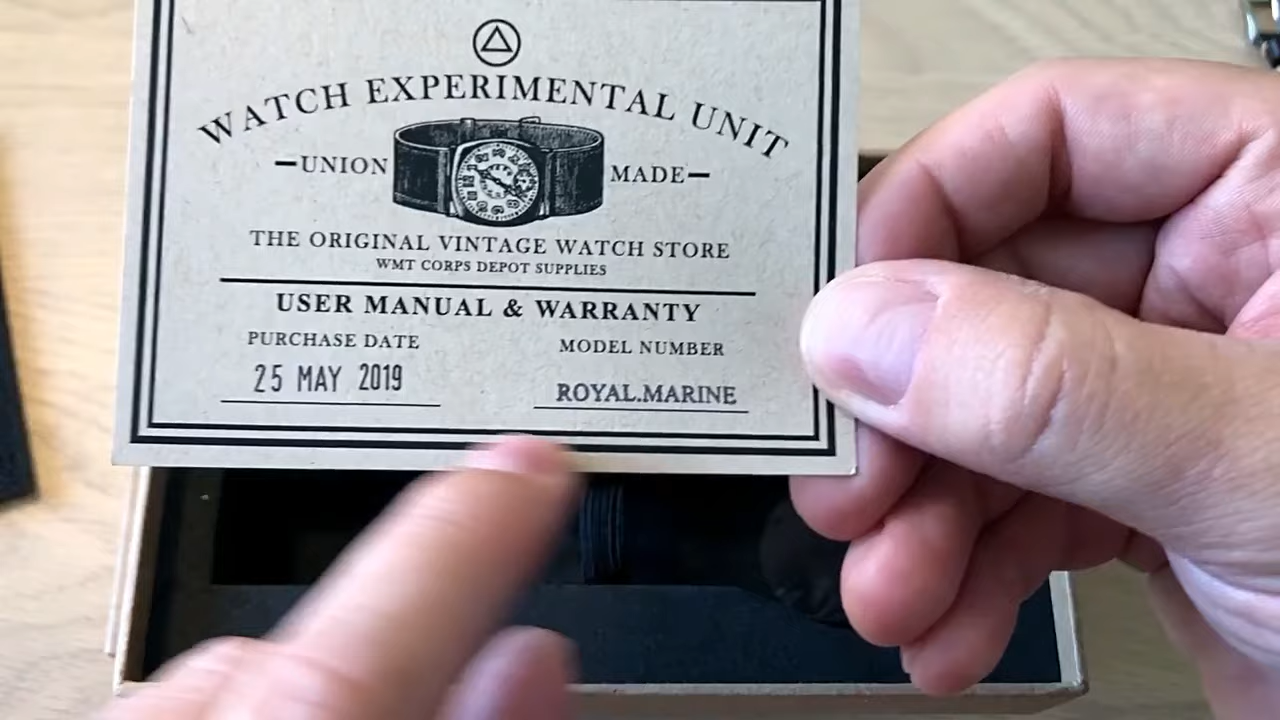 WATCH EXPERIMENTAL UNIT
UNION MADE
THE ORIGINAL VINTAGE WATCH STORE
WMT CORPS DEPOT SUPPLIES
USER MANUAL & WARRANTY
PURCHASE DATE MODEL NUMBER
25 MAY 2019 ROYAL.MARINE